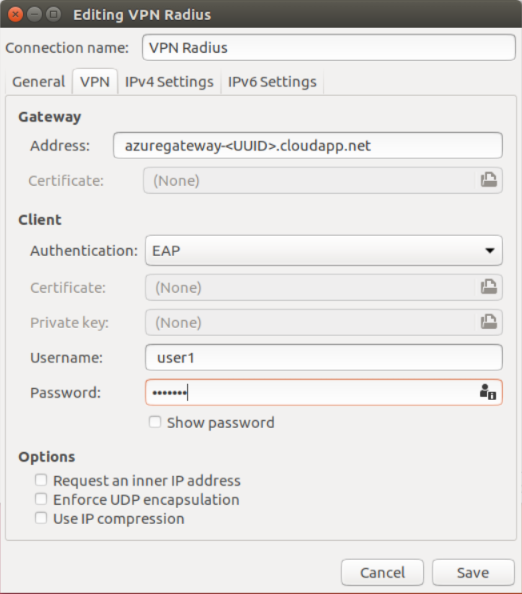 Editing VPN Radius
Connection name: VPN Radius
General VPN IPv4 Settings IPv6 Settings
Gateway
Address: azuregateway-<UUID>.cloudapp.net
Certificate: (None)
Client
Authentication: EAP
Certificate: (None)
Private key: (None)
Username: user1
Password: •••••••
Show password
Options
Request an inner IP address
Enforce UDP encapsulation
Use IP compression
Cancel Save